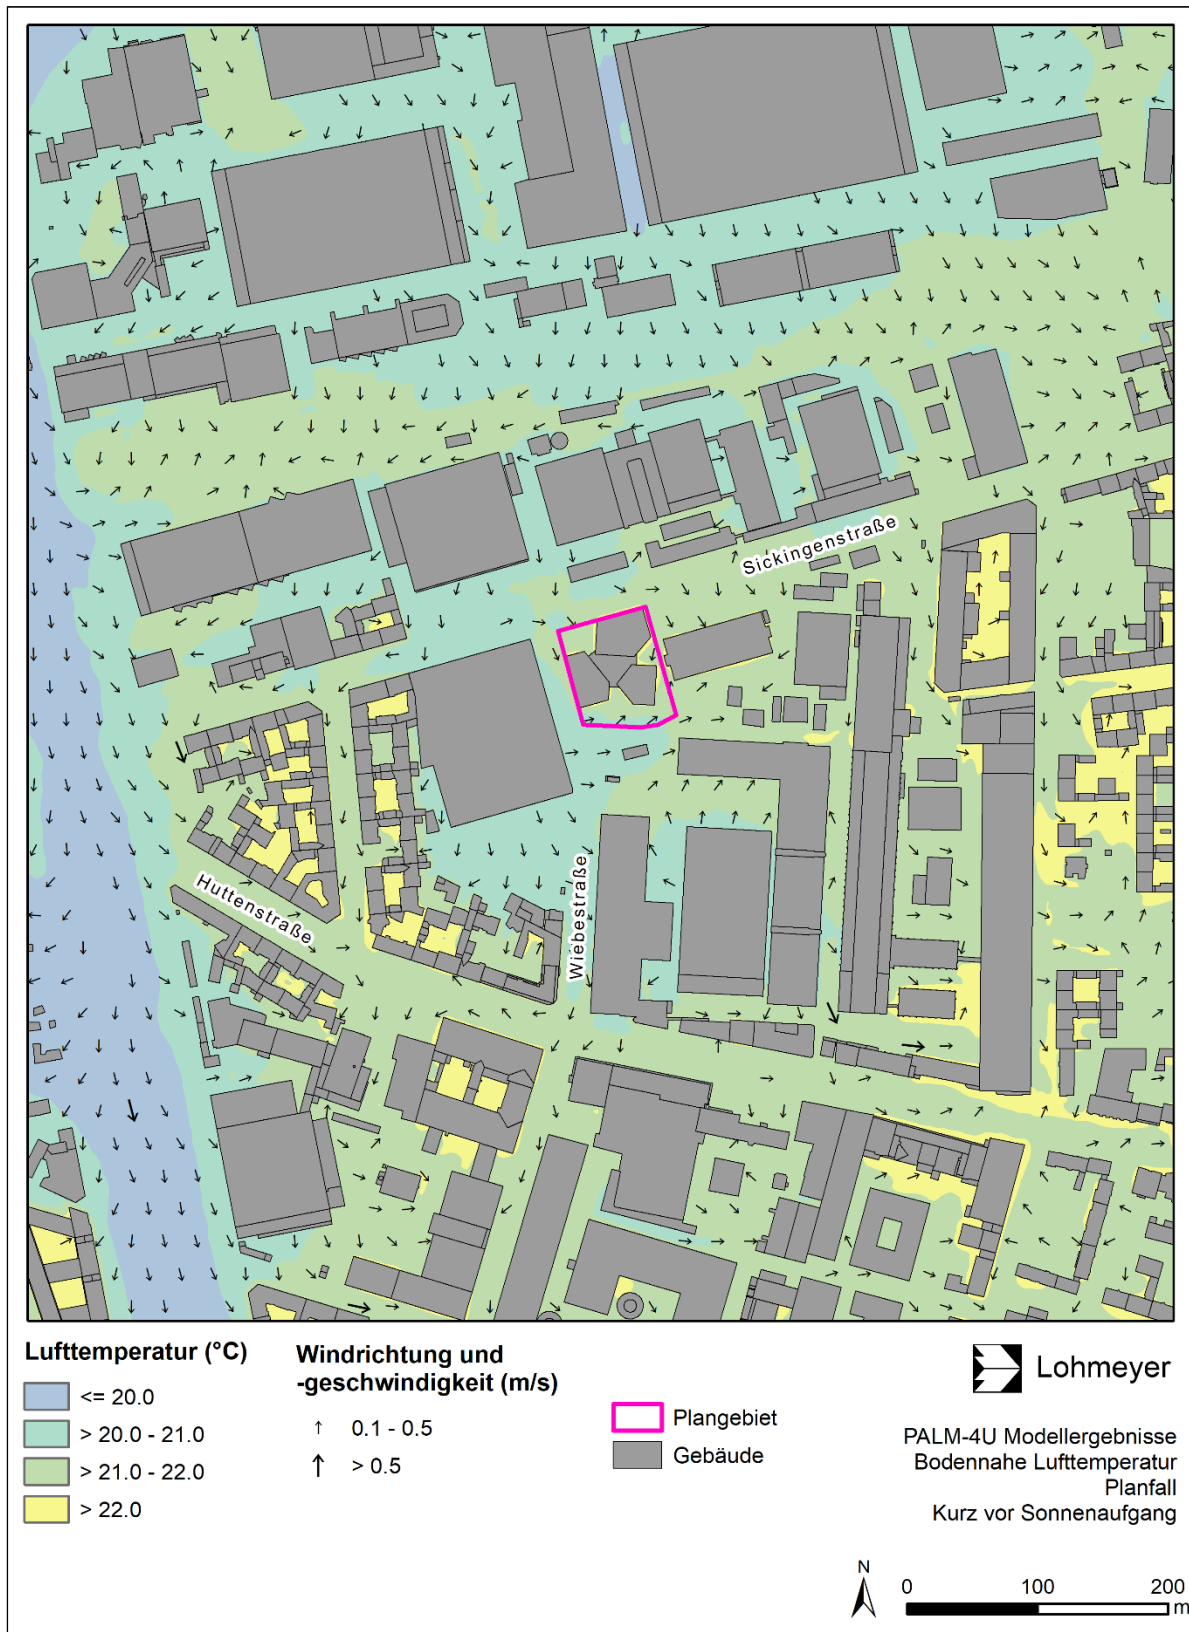 Sickingenstraße
Huttenstraße
Wiebestraße
Lufttemperatur (°C)
<= 20.0
> 20.0 - 21.0
> 21.0 - 22.0
> 22.0
Windrichtung und
-geschwindigkeit (m/s)
0.1 - 0.5
> 0.5
Plangebiet
Gebäude
Lohmeyer
PALM-4U Modellergebnisse
Bodennahe Lufttemperatur
Planfall
Kurz vor Sonnenaufgang
N
0 100 200
m